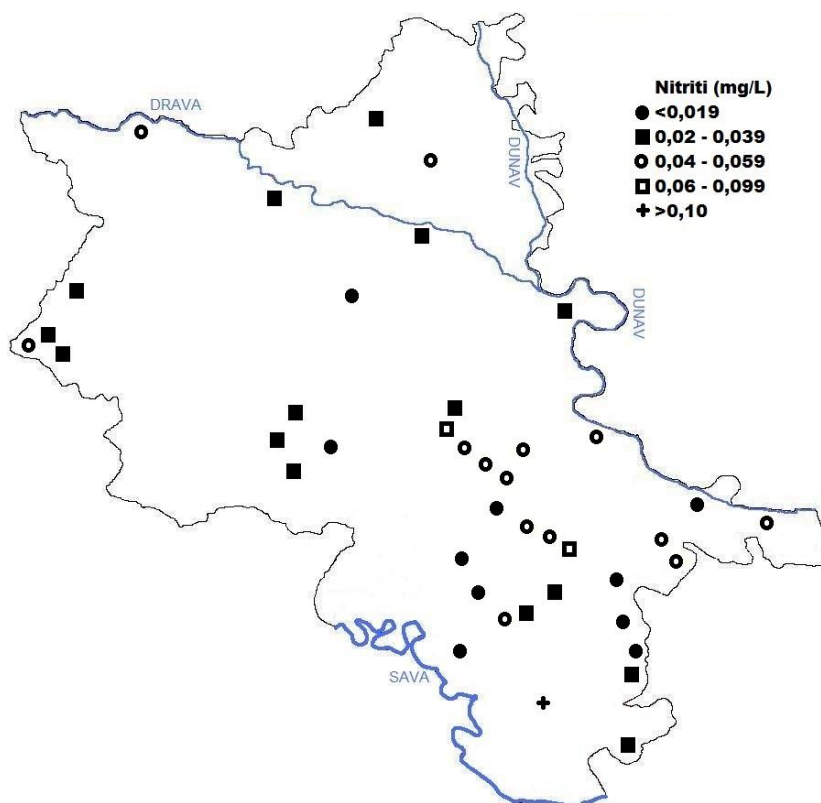 DRAVA
DUNAV
Nitriti (mg/L)
<0,019
0,02 - 0,039
0,04 - 0,059
0,06 - 0,099
>0,10
DUNAV
SAVA